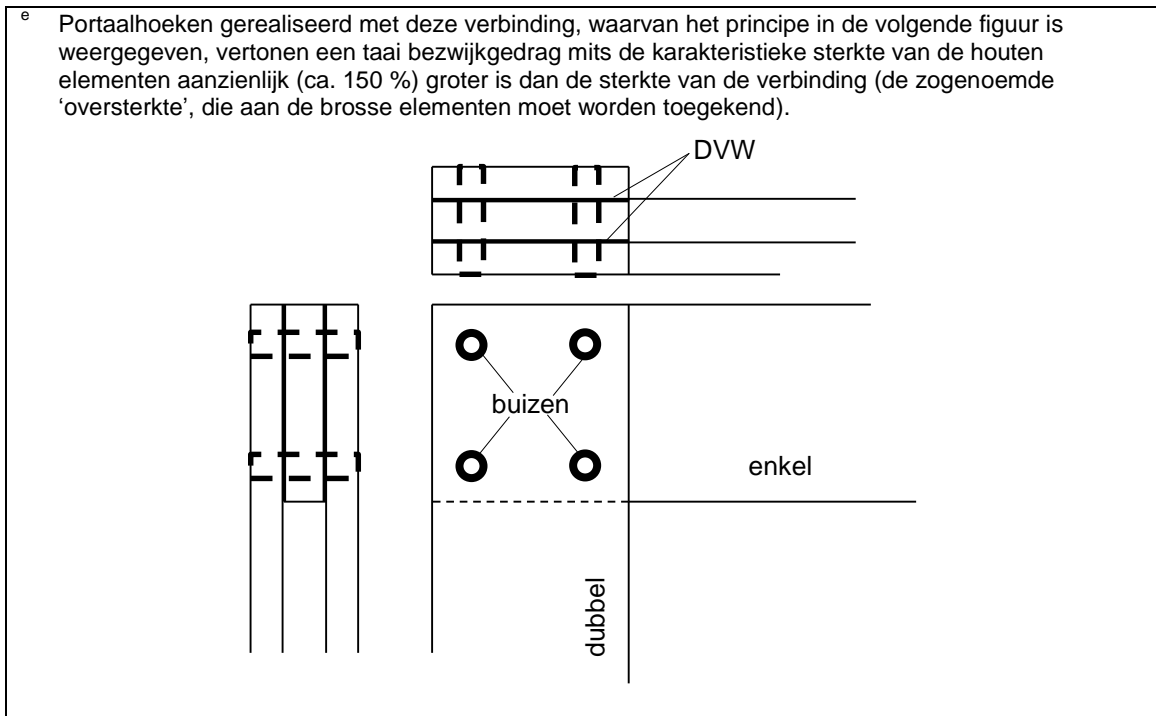 e Portaalhoeken gerealiseerd met deze verbinding, waarvan het principe in de volgende figuur is
weergegeven, vertonen een taai bezwijkgedrag mits de karakteristieke sterkte van de houten
elementen aanzienlijk (ca. 150 %) groter is dan de sterkte van de verbinding (de zogenoemde
‘oversterkte’, die aan de brosse elementen moet worden toegekend).
DVW
buizen
enkel
dubbel